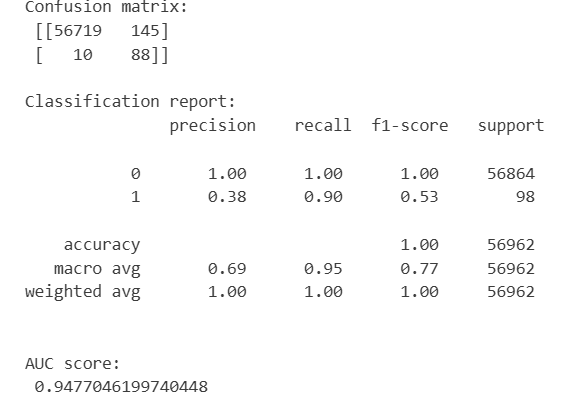 Confusion matrix:
[[56719 145]
[ 10 88]]
Classification report:
precision recall f1-score support
0 1.00 1.00 1.00 56864
1 0.38 0.90 0.53 98
accuracy 1.00 56962
macro avg 0.69 0.95 0.77 56962
weighted avg 1.00 1.00 1.00 56962
AUC score:
0.9477046199740448